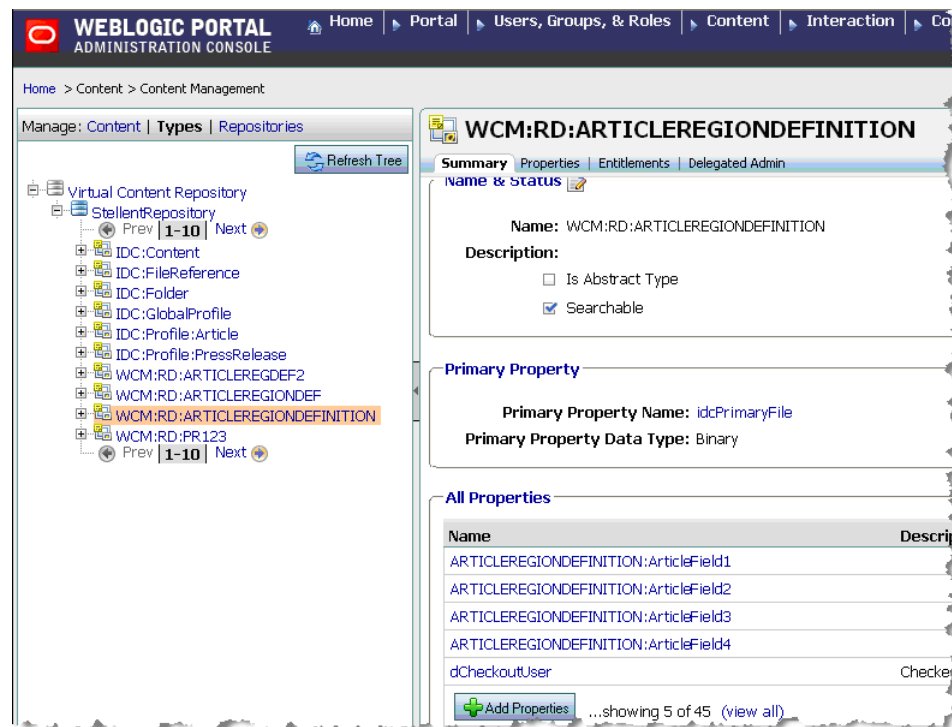 WEBLOGIC PORTAL
ADMINISTRATION CONSOLE
Home | Portal | Users, Groups, & Roles | Content | Interaction | Co
Home > Content > Content Management
Manage: Content | Types | Repositories
Refresh Tree
Virtual Content Repository
StellentRepository
Prev 1-10 Next
IDC:Content
IDC:FileReference
IDC:Folder
IDC:GlobalProfile
IDC:Profile:Article
IDC:Profile:PressRelease
WCM:RD:ARTICLEREGDEF2
WCM:RD:ARTICLEREGIONDEF
WCM:RD:ARTICLEREGIONDEFINITION
WCM:RD:PR123
Prev 1-10 Next
WCM:RD:ARTICLEREGIONDEFINITION
Summary Properties | Entitlements | Delegated Admin
Name & Status
Name: WCM:RD:ARTICLEREGIONDEFINITION
Description:
Is Abstract Type
Searchable
Primary Property
Primary Property Name: idcPrimaryFile
Primary Property Data Type: Binary
All Properties
Name Descri
ARTICLEREGIONDEFINITION:ArticleField1
ARTICLEREGIONDEFINITION:ArticleField2
ARTICLEREGIONDEFINITION:ArticleField3
ARTICLEREGIONDEFINITION:ArticleField4
dCheckoutUser Checke
Add Properties ...showing 5 of 45 (view all)